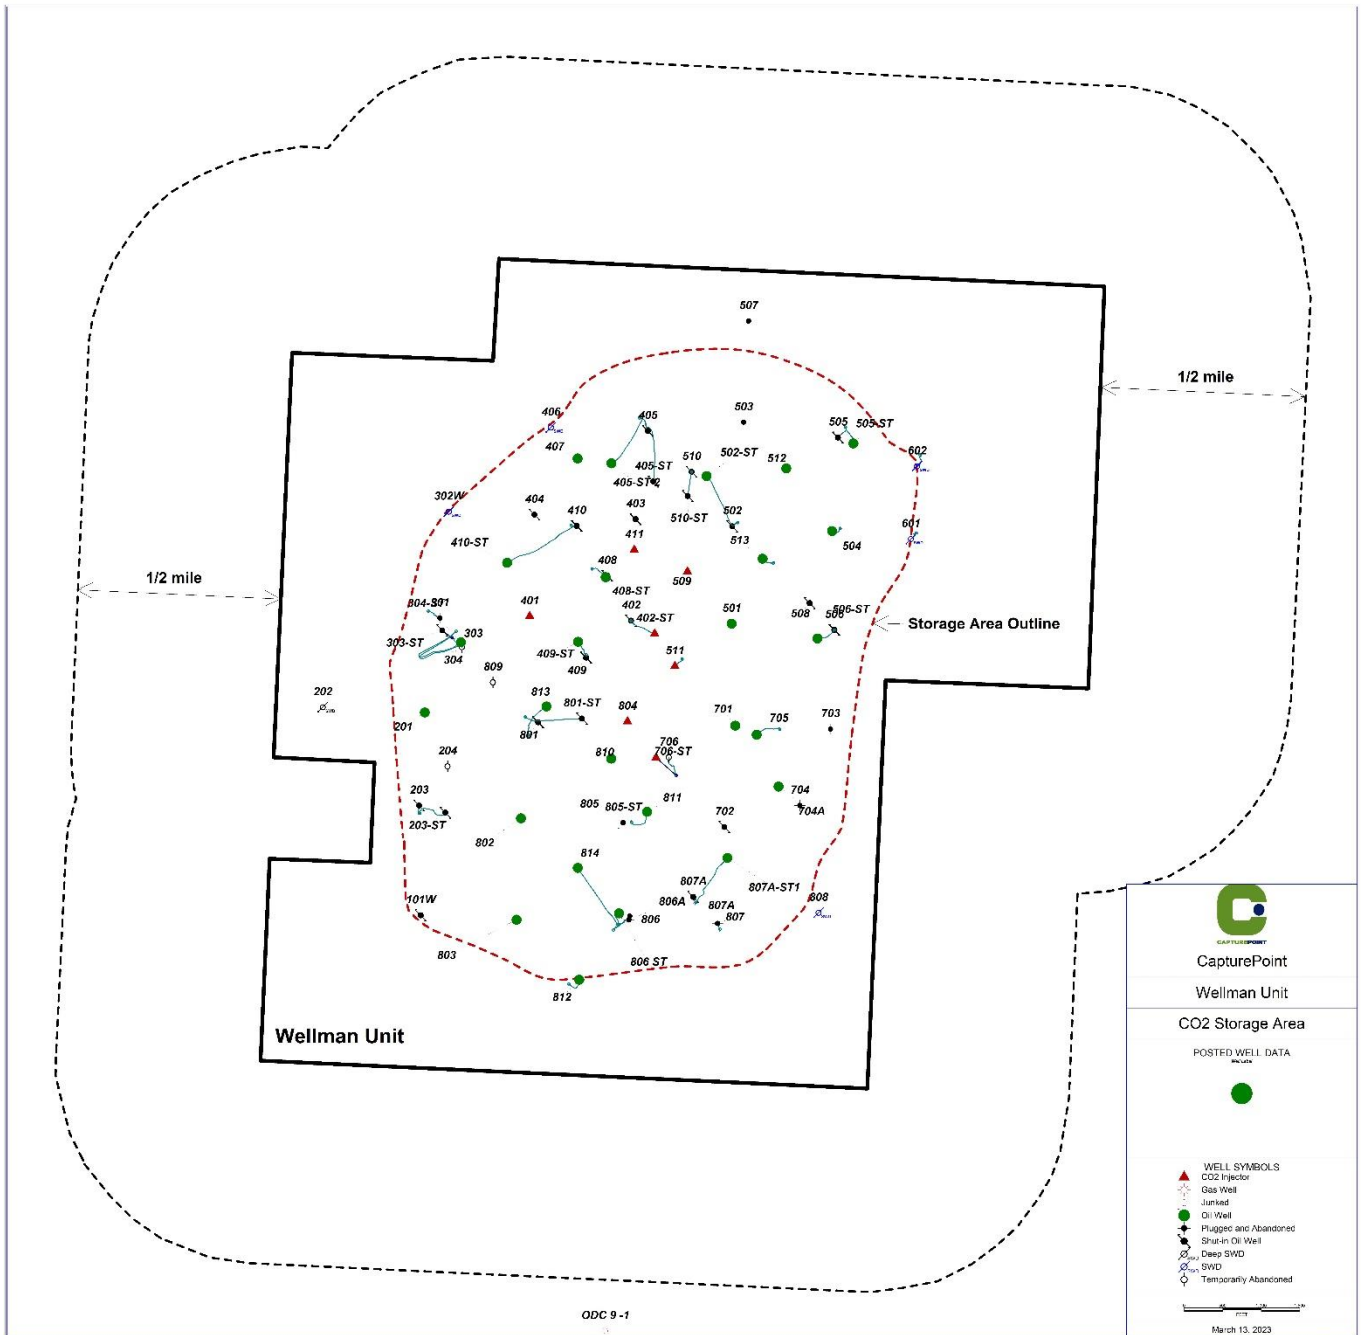 507
1/2 mile
406
405
503
505
505-ST
407
502-ST
602
405-ST
510
512
405-ST 2
302W
404
410
403
510-ST
502
601
411
513
410-ST
504
408
509
1/2 mile
408-ST
402
402-ST
401
501
508
506-ST
506
Storage Area Outline
303
303-ST
304
409-ST
409
511
809
202
813
801-ST
804
701
705
703
201
801
706
706-ST
204
810
203
203-ST
805
805-ST
811
704
704A
702
802
814
807A
807A-ST1
808
101W
806A
807A
806
807
803
806 ST
812
Wellman Unit
CAPTUREPOINT
CapturePoint
Wellman Unit
CO2 Storage Area
POSTED WELL DATA
WELL SYMBOLS
CO2 Injector
Gas Well
Junked
Oil Well
Plugged and Abandoned
Shut-in Oil Well
Deep SWD
SWD
Temporarily Abandoned
FEET
March 13, 2023
ODC 9 -1